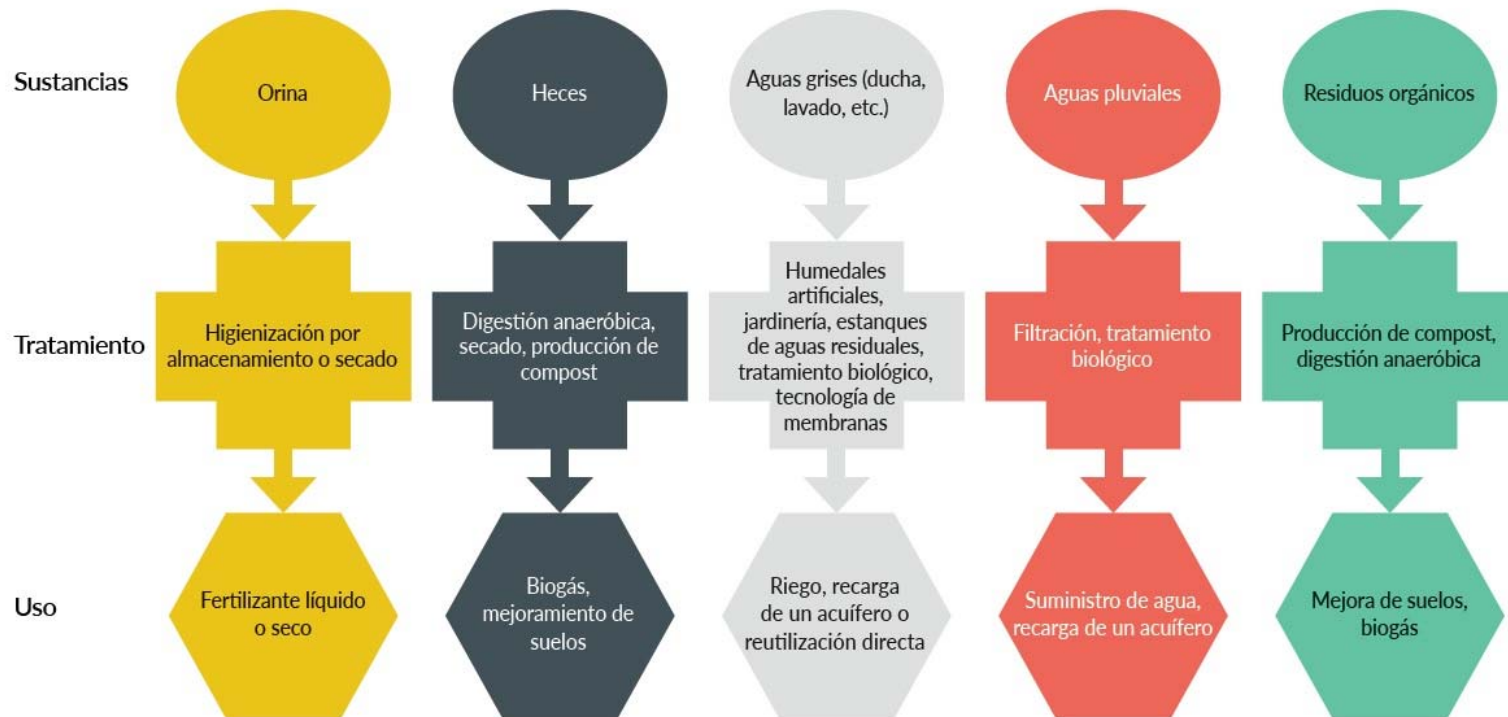 Sustancias
Orina
Heces
Aguas grises (ducha,
lavado, etc.)
Aguas pluviales
Residuos orgánicos
Tratamiento
Higienización por
almacenamiento o secado
Digestión anaeróbica,
secado, producción de
compost
Humedales
artificiales,
jardinería, estanques
de aguas residuales,
tratamiento biológico,
tecnología de
membranas
Filtración, tratamiento
biológico
Producción de compost,
digestión anaeróbica
Uso
Fertilizante líquido
o seco
Biogás,
mejoramiento de
suelos
Riego, recarga
de un acuífero o
reutilización directa
Suministro de agua,
recarga de un acuífero
Mejora de suelos,
biogás